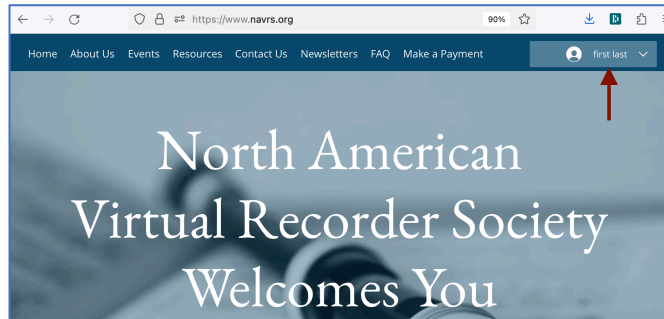 https://www.navrs.org 90%
Home About Us Events Resources Contact Us Newsletters FAQ Make a Payment first last
North American
Virtual Recorder Society
Welcomes You